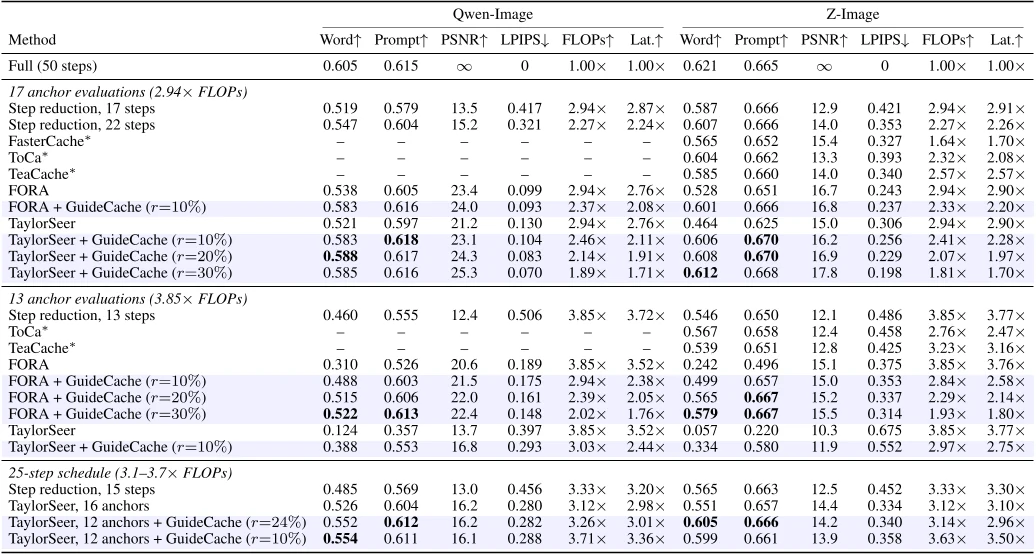 Qwen-Image Z-Image
Method Word↑ Prompt↑ PSNR↑ LPIPS↓ FLOPs↑ Lat.↑ Word↑ Prompt↑ PSNR↑ LPIPS↓ FLOPs↑ Lat.↑
Full (50 steps) 0.605 0.615 ∞ 0 1.00× 1.00× 0.621 0.665 ∞ 0 1.00× 1.00×
17 anchor evaluations (2.94× FLOPs)
Step reduction, 17 steps 0.519 0.579 13.5 0.417 2.94× 2.87× 0.587 0.666 12.9 0.421 2.94× 2.91×
Step reduction, 22 steps 0.547 0.604 15.2 0.321 2.27× 2.24× 0.607 0.666 14.0 0.353 2.27× 2.26×
FasterCache* – – – – – – 0.565 0.652 15.4 0.327 1.64× 1.70×
ToCa* – – – – – – 0.604 0.662 13.3 0.393 2.32× 2.08×
TeaCache* – – – – – – 0.585 0.660 14.0 0.340 2.57× 2.57×
FORA 0.538 0.605 23.4 0.099 2.94× 2.76× 0.528 0.651 16.7 0.243 2.94× 2.90×
FORA + GuideCache (r=10%) 0.583 0.616 24.0 0.093 2.37× 2.08× 0.601 0.666 16.8 0.237 2.33× 2.20×
TaylorSeer 0.521 0.597 21.2 0.130 2.94× 2.76× 0.464 0.625 15.0 0.306 2.94× 2.90×
TaylorSeer + GuideCache (r=10%) 0.583 0.618 23.1 0.104 2.46× 2.11× 0.606 0.670 16.2 0.256 2.41× 2.28×
TaylorSeer + GuideCache (r=20%) 0.588 0.617 24.3 0.083 2.14× 1.91× 0.608 0.670 16.9 0.229 2.07× 1.97×
TaylorSeer + GuideCache (r=30%) 0.585 0.616 25.3 0.070 1.89× 1.71× 0.612 0.668 17.8 0.198 1.81× 1.70×
13 anchor evaluations (3.85× FLOPs)
Step reduction, 13 steps 0.460 0.555 12.4 0.506 3.85× 3.72× 0.546 0.650 12.1 0.486 3.85× 3.77×
ToCa* – – – – – – 0.567 0.658 12.4 0.458 2.76× 2.47×
TeaCache* – – – – – – 0.539 0.651 12.8 0.425 3.23× 3.16×
FORA 0.310 0.526 20.6 0.189 3.85× 3.52× 0.242 0.496 15.1 0.375 3.85× 3.76×
FORA + GuideCache (r=10%) 0.488 0.603 21.5 0.175 2.94× 2.38× 0.499 0.657 15.0 0.353 2.84× 2.58×
FORA + GuideCache (r=20%) 0.515 0.606 22.0 0.161 2.39× 2.05× 0.565 0.667 15.2 0.337 2.29× 2.14×
FORA + GuideCache (r=30%) 0.522 0.613 22.4 0.148 2.02× 1.76× 0.579 0.667 15.5 0.314 1.93× 1.80×
TaylorSeer 0.124 0.357 13.7 0.397 3.85× 3.52× 0.057 0.220 10.3 0.675 3.85× 3.77×
TaylorSeer + GuideCache (r=10%) 0.388 0.553 16.8 0.293 3.03× 2.44× 0.334 0.580 11.9 0.552 2.97× 2.75×
25-step schedule (3.1–3.7× FLOPs)
Step reduction, 15 steps 0.485 0.569 13.0 0.456 3.33× 3.20× 0.565 0.663 12.5 0.452 3.33× 3.30×
TaylorSeer, 16 anchors 0.526 0.604 16.2 0.280 3.12× 2.98× 0.551 0.657 14.4 0.334 3.12× 3.10×
TaylorSeer, 12 anchors + GuideCache (r=24%) 0.552 0.612 16.2 0.282 3.26× 3.01× 0.605 0.666 14.2 0.340 3.14× 2.96×
TaylorSeer, 12 anchors + GuideCache (r=10%) 0.554 0.611 16.1 0.288 3.71× 3.36× 0.599 0.661 13.9 0.358 3.63× 3.50×